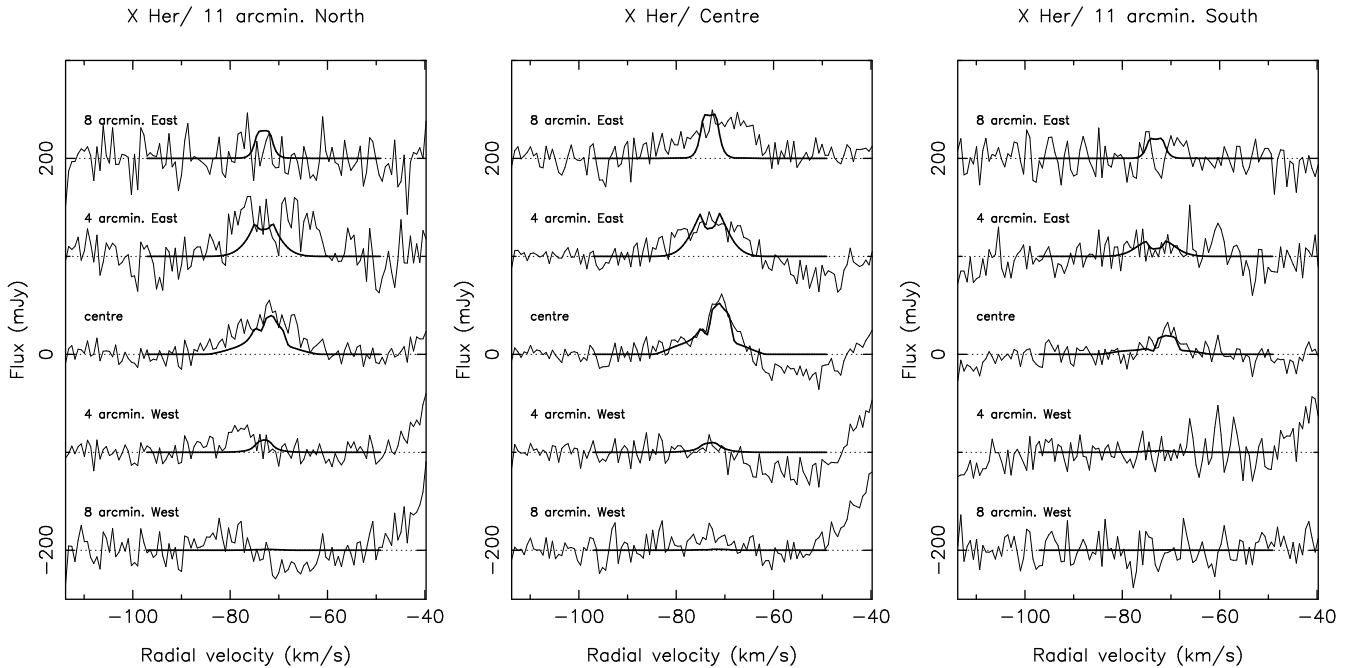 X Her/ 11 arcmin. North
X Her/ Centre
X Her/ 11 arcmin. South
8 arcmin. East
4 arcmin. East
centre
4 arcmin. West
8 arcmin. West
200
0
−200
Flux (mJy)
−100
−80
−60
−40
Radial velocity (km/s)
8 arcmin. East
4 arcmin. East
centre
4 arcmin. West
8 arcmin. West
200
0
−200
Flux (mJy)
−100
−80
−60
−40
Radial velocity (km/s)
8 arcmin. East
4 arcmin. East
centre
4 arcmin. West
8 arcmin. West
200
0
−200
Flux (mJy)
−100
−80
−60
−40
Radial velocity (km/s)